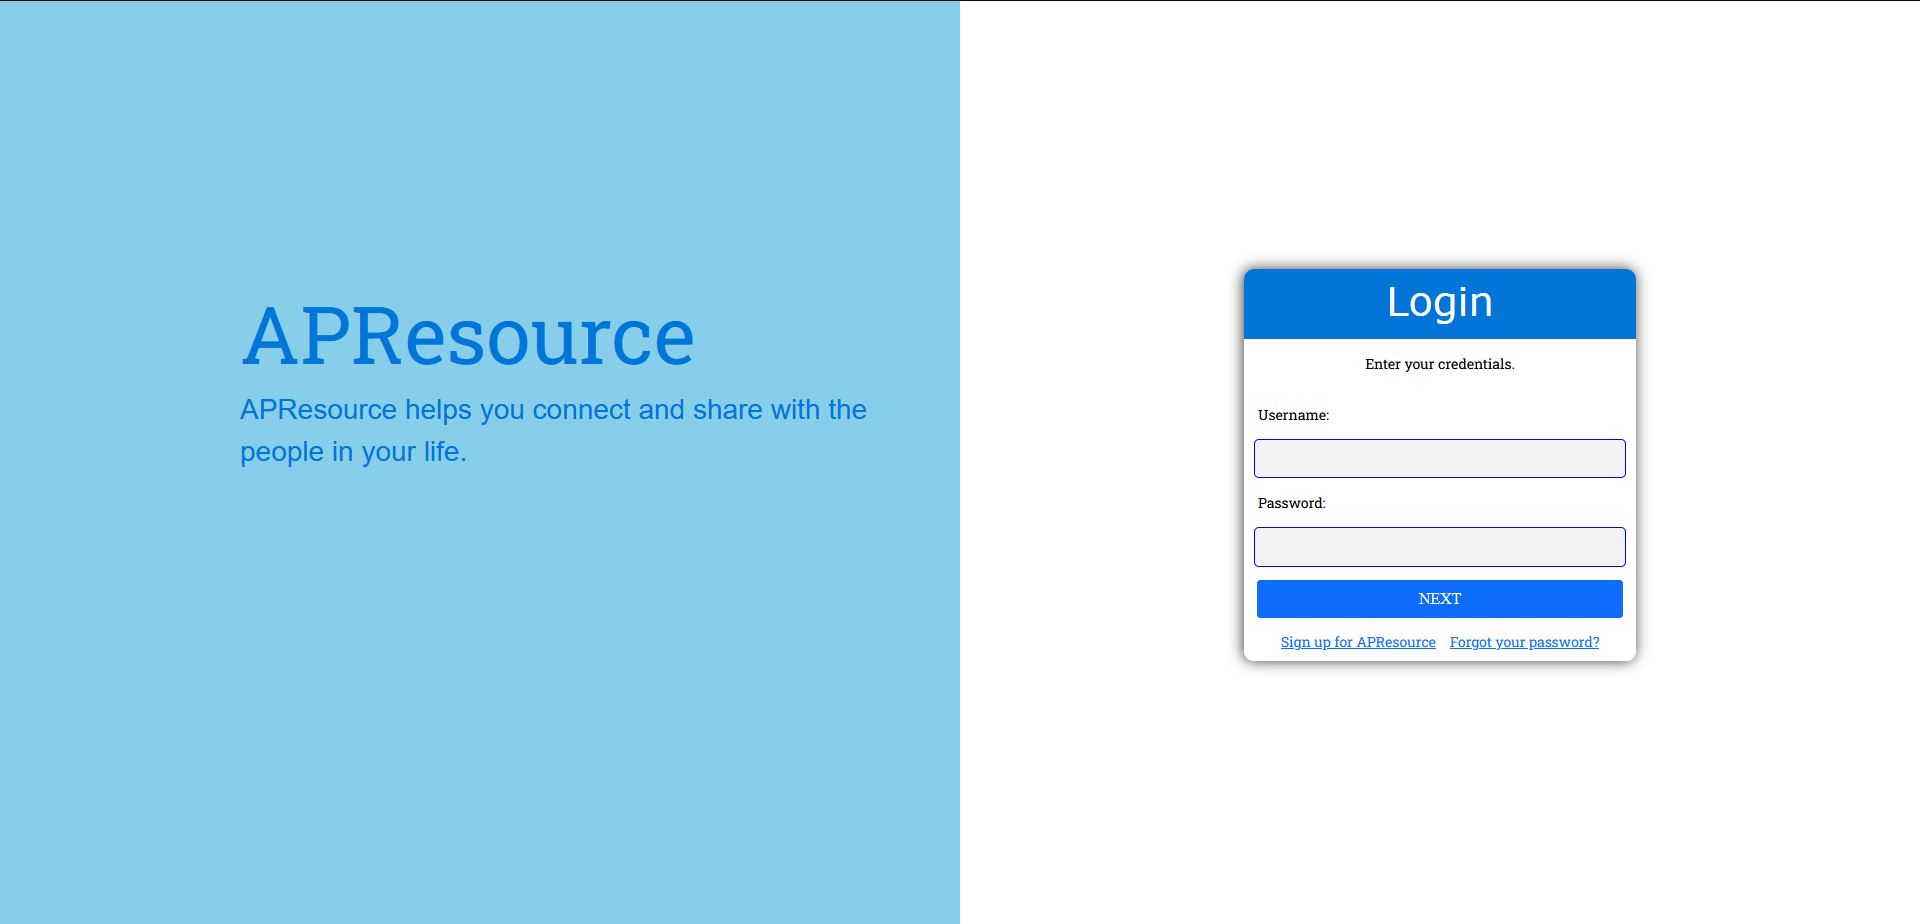 APResource
APResource helps you connect and share with the
people in your life.
Login
Enter your credentials.
Username:
Password:
NEXT
Sign up for APResource Forgot your password?